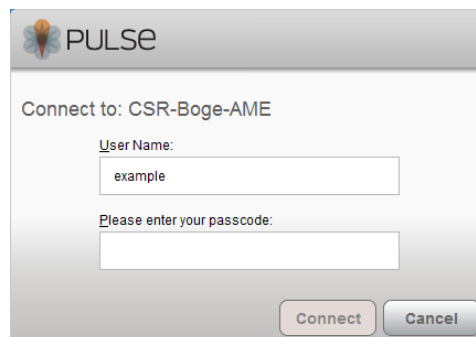 PULSE
Connect to: CSR-Boge-AME
User Name:
example
Please enter your passcode:
Connect Cancel